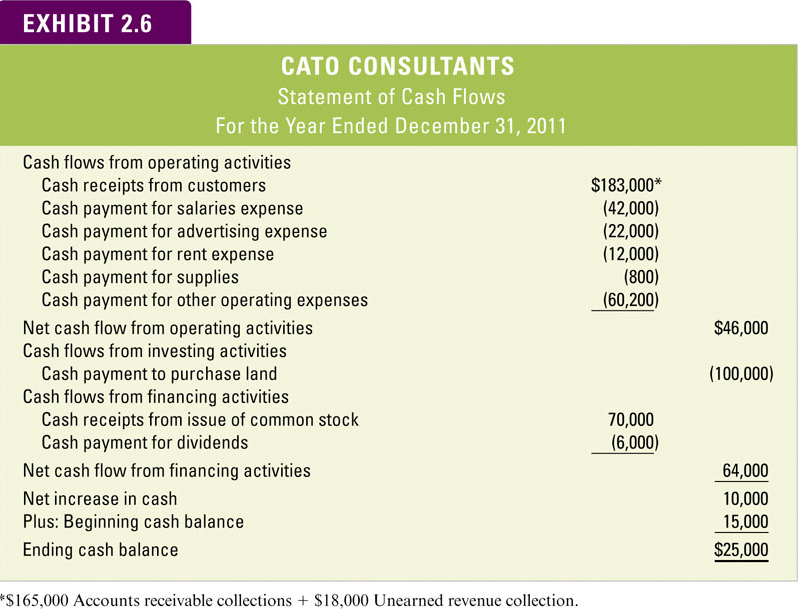 EXHIBIT 2.6
CATO CONSULTANTS
Statement of Cash Flows
For the Year Ended December 31, 2011
Cash flows from operating activities
Cash receipts from customers $183,000*
Cash payment for salaries expense (42,000)
Cash payment for advertising expense (22,000)
Cash payment for rent expense (12,000)
Cash payment for supplies (800)
Cash payment for other operating expenses (60,200)
Net cash flow from operating activities $46,000
Cash flows from investing activities
Cash payment to purchase land (100,000)
Cash flows from financing activities
Cash receipts from issue of common stock 70,000
Cash payment for dividends (6,000)
Net cash flow from financing activities 64,000
Net increase in cash 10,000
Plus: Beginning cash balance 15,000
Ending cash balance $25,000
*$165,000 Accounts receivable collections + $18,000 Unearned revenue collection.